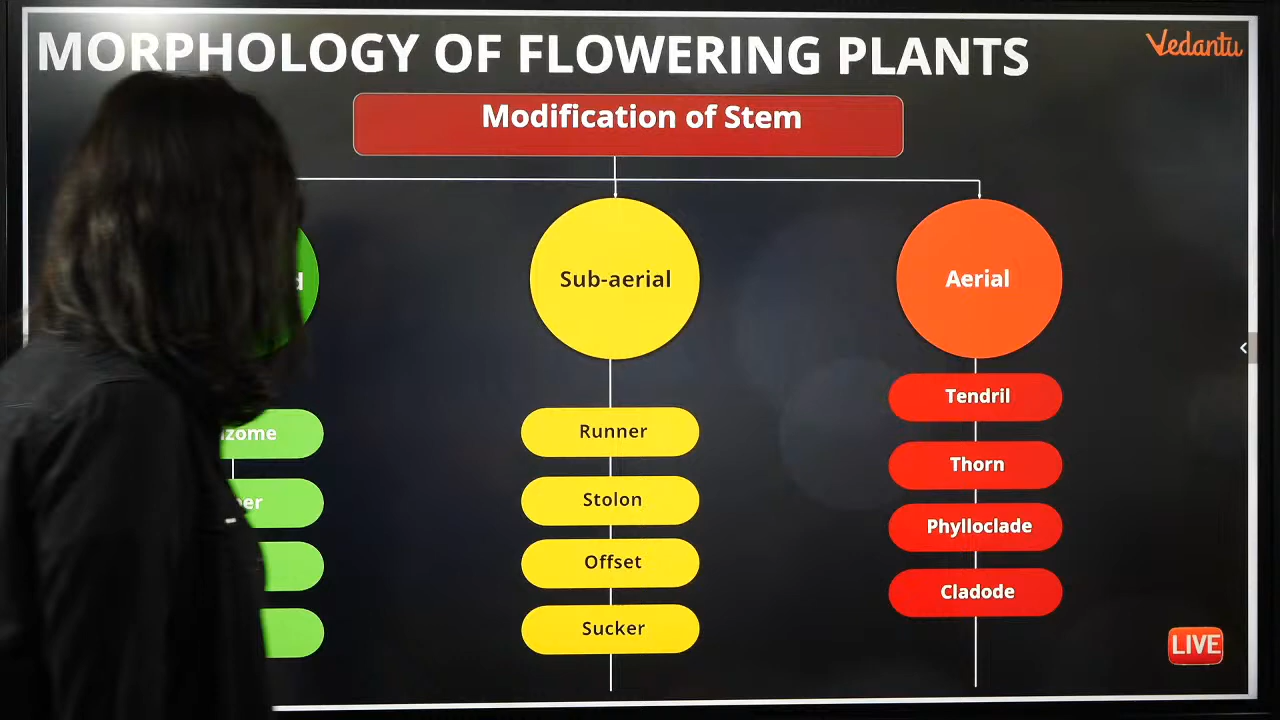 MORPHOLOGY OF FLOWERING PLANTS
Vedantu
Modification of Stem
Sub-aerial
Aerial
Runner
Stolon
Offset
Sucker
Tendril
Thorn
Phylloclade
Cladode
LIVE